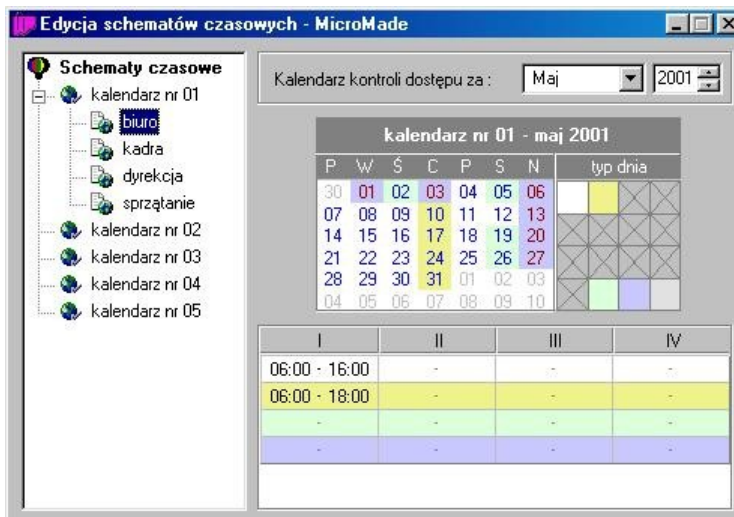 Edycja schematów czasowych - MicroMade
Schematy czasowe
kalendarz nr 01
biuro
kadra
dyrekcja
sprzątanie
kalendarz nr 02
kalendarz nr 03
kalendarz nr 04
kalendarz nr 05
Kalendarz kontroli dostępu za : Maj 2001
kalendarz nr 01 - maj 2001
P W Ś C P S N typ dnia
30 01 02 03 04 05 06
07 08 09 10 11 12 13
14 15 16 17 18 19 20
21 22 23 24 25 26 27
28 29 30 31 01 02 03
04 05 06 07 08 09 10
I II III IV
06:00 - 16:00 - - -
06:00 - 18:00 - - -
- - - -
- - - -